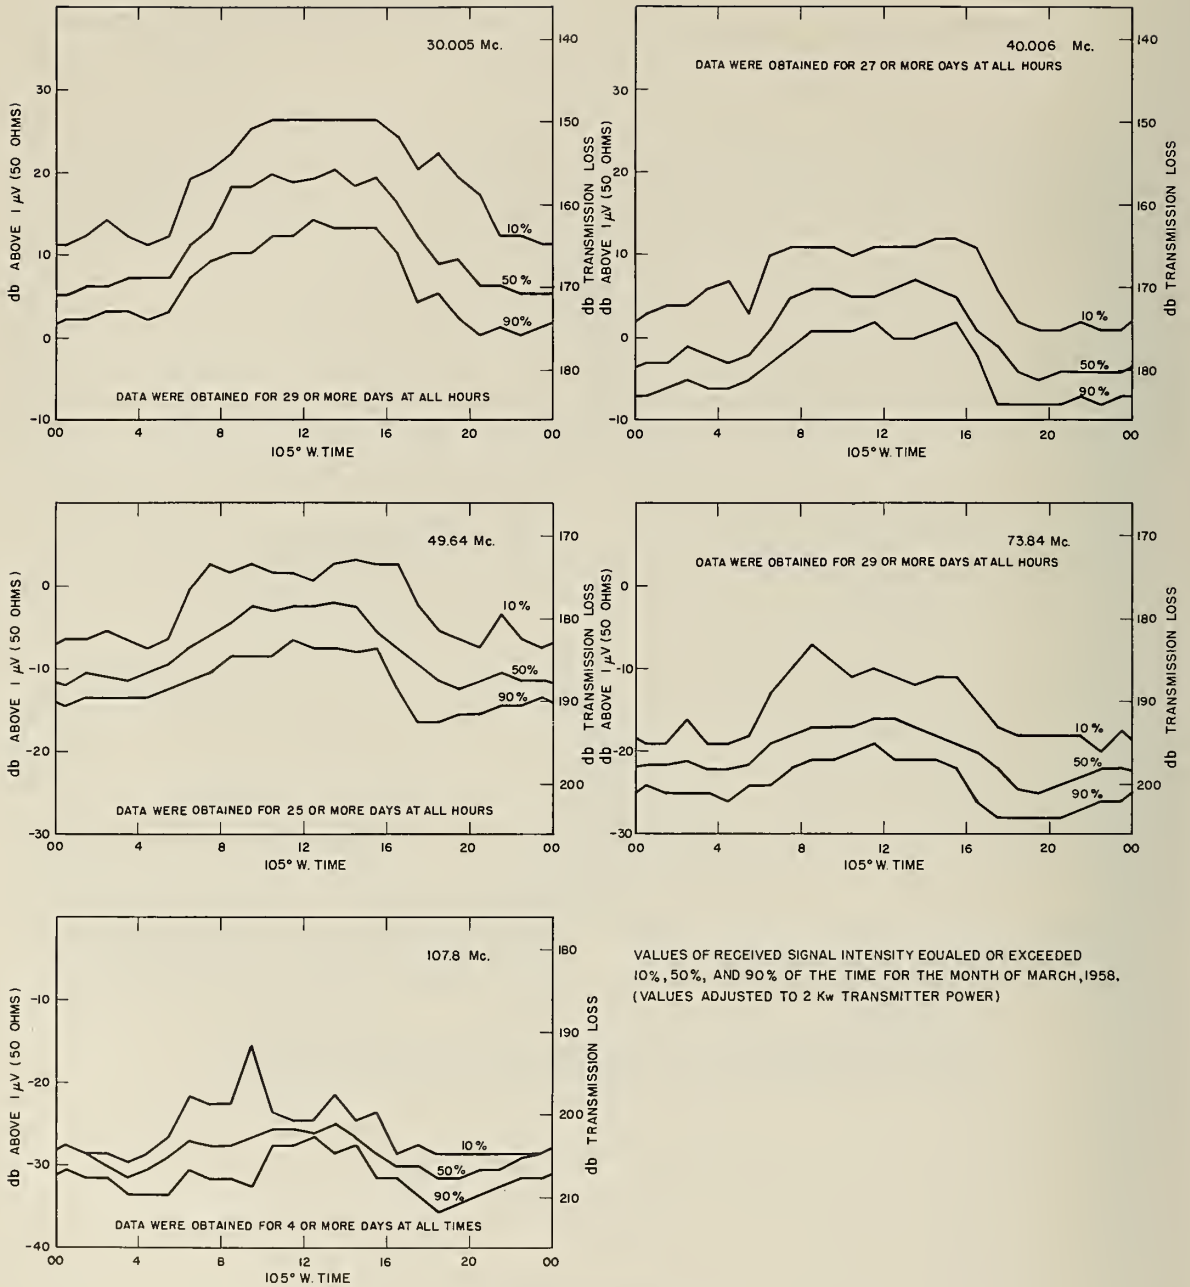 30.005 Mc.
db ABOVE 1 μV (50 OHMS)
30
20
10
0
-10
140
150
160
170
180
db TRANSMISSION LOSS
10%
50%
90%
DATA WERE OBTAINED FOR 29 OR MORE DAYS AT ALL HOURS
00 4 8 12 16 20 00
105° W. TIME
40.006 Mc.
DATA WERE OBTAINED FOR 27 OR MORE DAYS AT ALL HOURS
db ABOVE 1 μV (50 OHMS)
30
20
10
0
-10
140
150
160
170
180
db TRANSMISSION LOSS
10%
50%
90%
00 4 8 12 16 20 00
105° W. TIME
49.64 Mc.
db ABOVE 1 μV (50 OHMS)
0
-10
-20
-30
170
180
190
200
db TRANSMISSION LOSS
10%
50%
90%
DATA WERE OBTAINED FOR 25 OR MORE DAYS AT ALL HOURS
00 4 8 12 16 20 00
105° W. TIME
73.84 Mc.
DATA WERE OBTAINED FOR 29 OR MORE DAYS AT ALL HOURS
db ABOVE 1 μV (50 OHMS)
0
-10
-20
-30
170
180
190
200
db TRANSMISSION LOSS
10%
50%
90%
00 4 8 12 16 20 00
105° W. TIME
107.8 Mc.
db ABOVE 1 μV (50 OHMS)
-10
-20
-30
-40
180
190
200
210
db TRANSMISSION LOSS
10%
50%
90%
DATA WERE OBTAINED FOR 4 OR MORE DAYS AT ALL TIMES
00 4 8 12 16 20 00
105° W. TIME
VALUES OF RECEIVED SIGNAL INTENSITY EQUALED OR EXCEEDED
10%, 50%, AND 90% OF THE TIME FOR THE MONTH OF MARCH, 1958.
(VALUES ADJUSTED TO 2 Kw TRANSMITTER POWER)